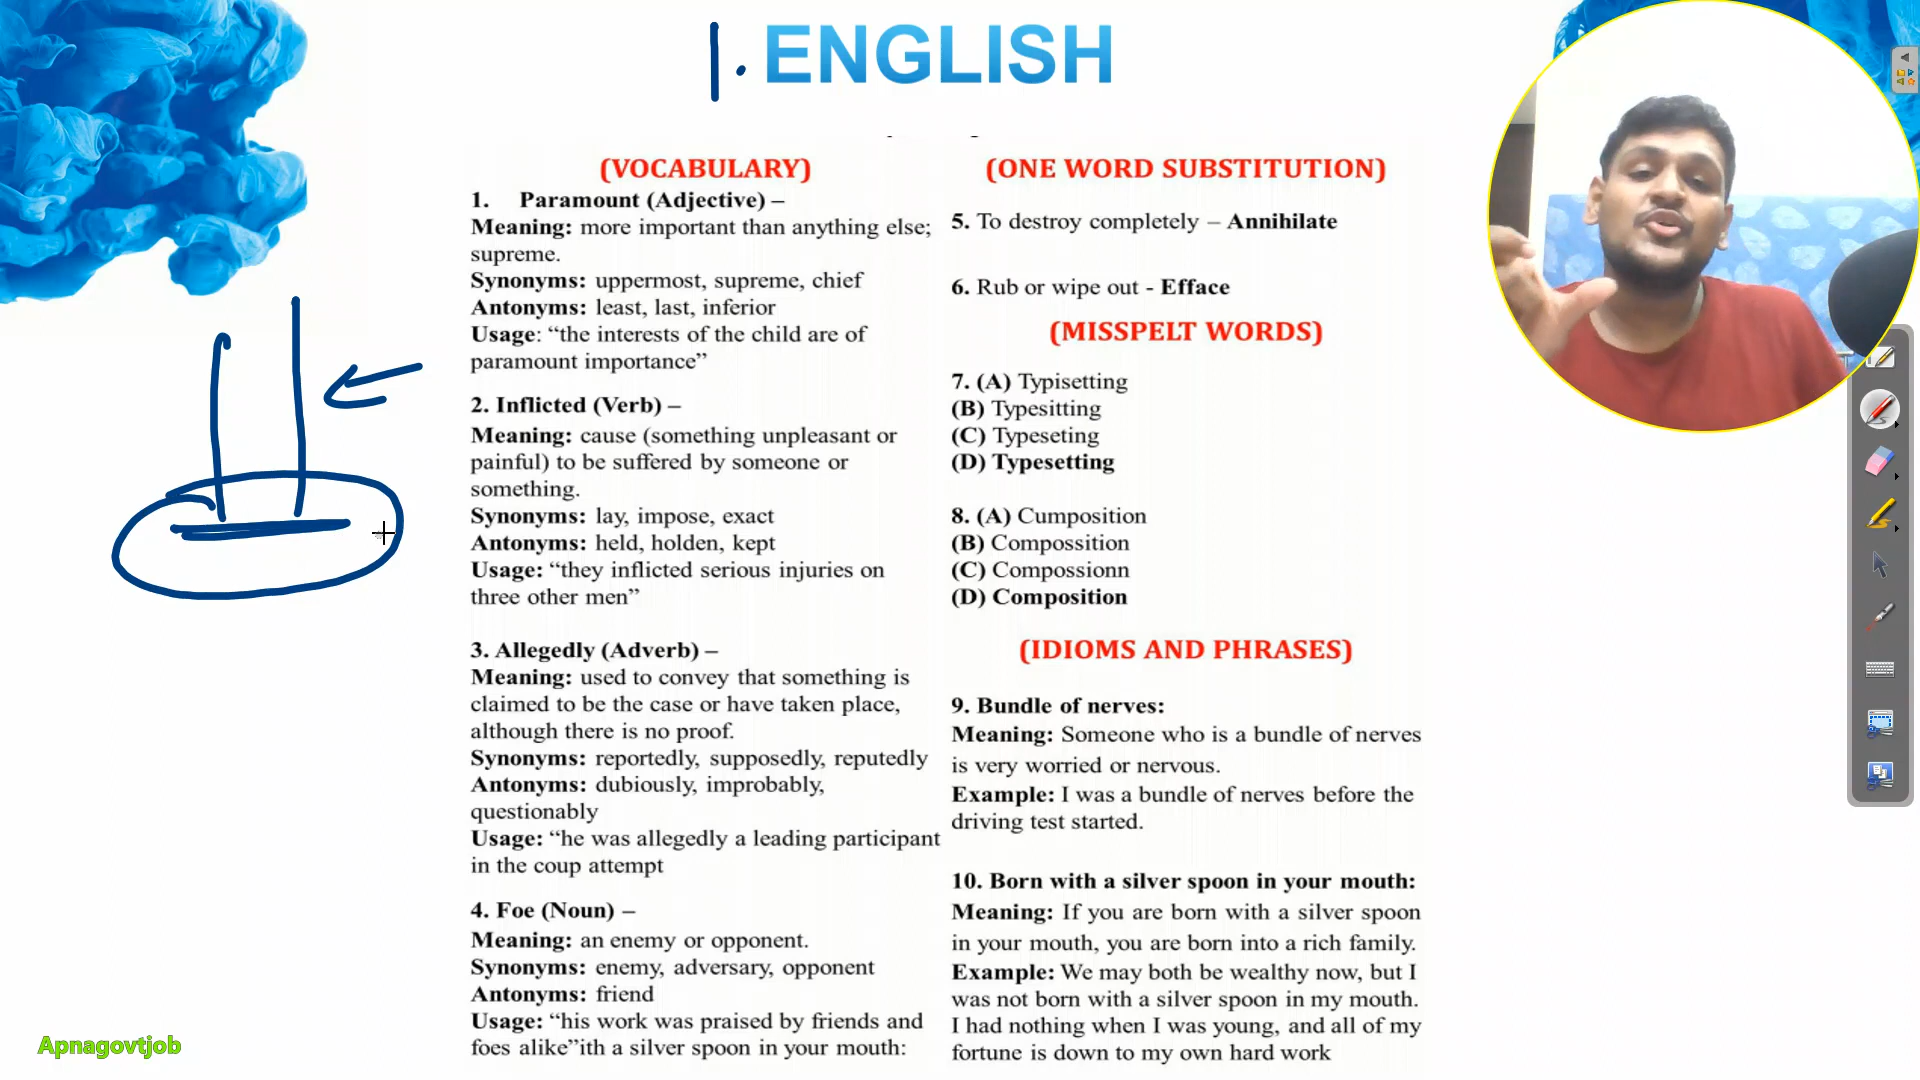 1. ENGLISH
(VOCABULARY)
1. Paramount (Adjective) –
Meaning: more important than anything else;
supreme.
Synonyms: uppermost, supreme, chief
Antonyms: least, last, inferior
Usage: “the interests of the child are of
paramount importance”
2. Inflicted (Verb) –
Meaning: cause (something unpleasant or
painful) to be suffered by someone or
something.
Synonyms: lay, impose, exact
Antonyms: held, holden, kept
Usage: “they inflicted serious injuries on
three other men”
3. Allegedly (Adverb) –
Meaning: used to convey that something is
claimed to be the case or have taken place,
although there is no proof.
Synonyms: reportedly, supposedly, reputedly
Antonyms: dubiously, improbably,
questionably
Usage: “he was allegedly a leading participant
in the coup attempt
4. Foe (Noun) –
Meaning: an enemy or opponent.
Synonyms: enemy, adversary, opponent
Antonyms: friend
Usage: “his work was praised by friends and
foes alike”ith a silver spoon in your mouth:
(ONE WORD SUBSTITUTION)
5. To destroy completely – Annihilate
6. Rub or wipe out - Efface
(MISSPELT WORDS)
7. (A) Typisetting
(B) Typesitting
(C) Typeseting
(D) Typesetting
8. (A) Cumposition
(B) Compossition
(C) Compossionn
(D) Composition
(IDIOMS AND PHRASES)
9. Bundle of nerves:
Meaning: Someone who is a bundle of nerves
is very worried or nervous.
Example: I was a bundle of nerves before the
driving test started.
10. Born with a silver spoon in your mouth:
Meaning: If you are born with a silver spoon
in your mouth, you are born into a rich family.
Example: We may both be wealthy now, but I
was not born with a silver spoon in my mouth.
I had nothing when I was young, and all of my
fortune is down to my own hard work
Apnagovtjob